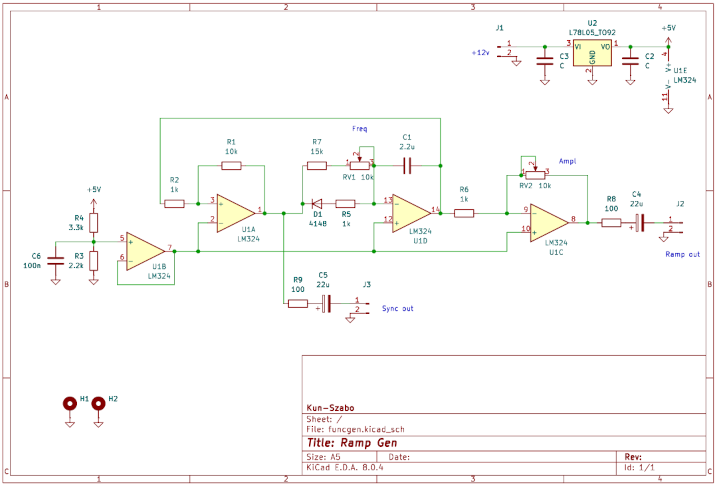 1
2
3
4
A
B
C
A
B
C
1
2
3
4
J1
+12v
1
2
U2
L78L05_TO92
VI
VO
GND
3
1
2
C3
C
C2
C
+5V
4
V+
V-
11
U1E
LM324
Freq
R1
10k
R7
15k
C1
2.2u
2
1
3
RV1 10k
R2
1k
D1
4148
R5
1k
3
+
2
-
1
U1A
LM324
13
-
12
+
14
LM324
U1D
R6
1k
Ampl
2
1
3
RV2 10k
9
-
10
+
8
LM324
U1C
R8
100
C4
22u
+
J2
1
2
Ramp out
+5V
R4
3.3k
C6
100n
R3
2.2k
5
+
6
-
7
U1B
LM324
R9
100
C5
22u
+
J3
1
2
Sync out
H1
H2
Kun-Szabo
Sheet: /
File: funcgen.kicad_sch
Title: Ramp Gen
Size: A5
Date:
Rev:
KiCad E.D.A. 8.0.4
Id: 1/1